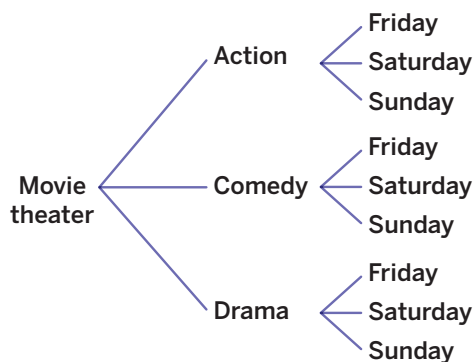 Movie
theater
Action
Friday
Saturday
Sunday
Comedy
Friday
Saturday
Sunday
Drama
Friday
Saturday
Sunday